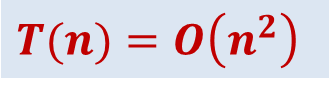 T(n) = O(n²)